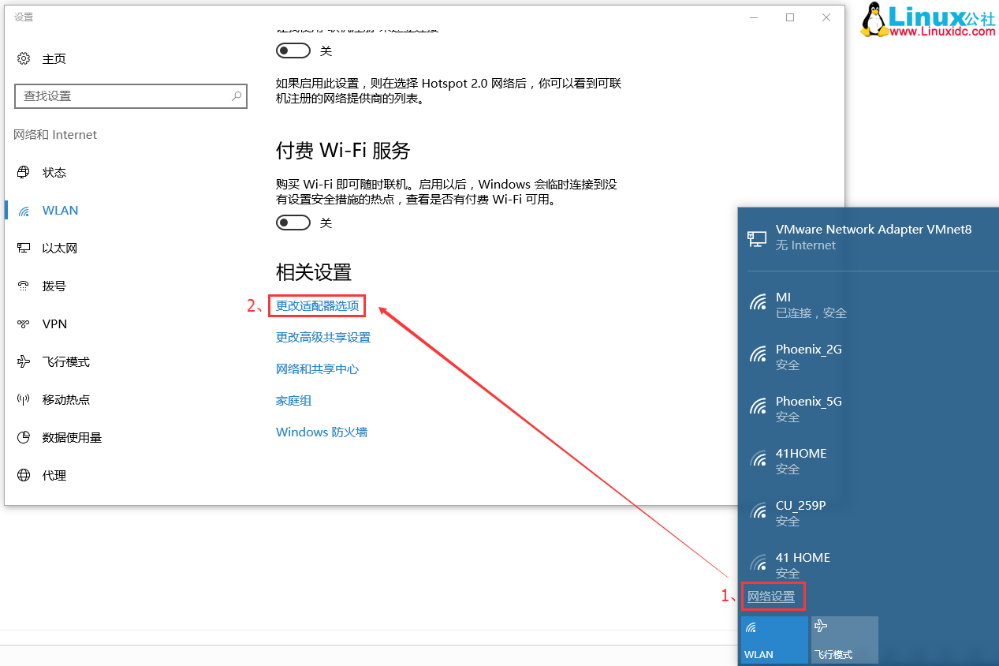 设置
Linux公社
www.Linuxidc.com
主页
查找设置
网络和 Internet
状态
WLAN
以太网
拨号
VPN
飞行模式
移动热点
数据使用量
代理
关
如果启用此设置，则在选择 Hotspot 2.0 网络后，你可以看到可联
机注册的网络提供商的列表。
付费 Wi-Fi 服务
购买 Wi-Fi 即可随时联机。启用以后，Windows 会临时连接到没
有设置安全措施的热点，查看是否有付费 Wi-Fi 可用。
关
相关设置
2、
更改适配器选项
更改高级共享设置
网络和共享中心
家庭组
Windows 防火墙
VMware Network Adapter VMnet8
无 Internet
MI
已连接，安全
Phoenix_2G
安全
Phoenix_5G
安全
41HOME
安全
CU_259P
安全
41 HOME
安全
1、
网络设置
WLAN
飞行模式